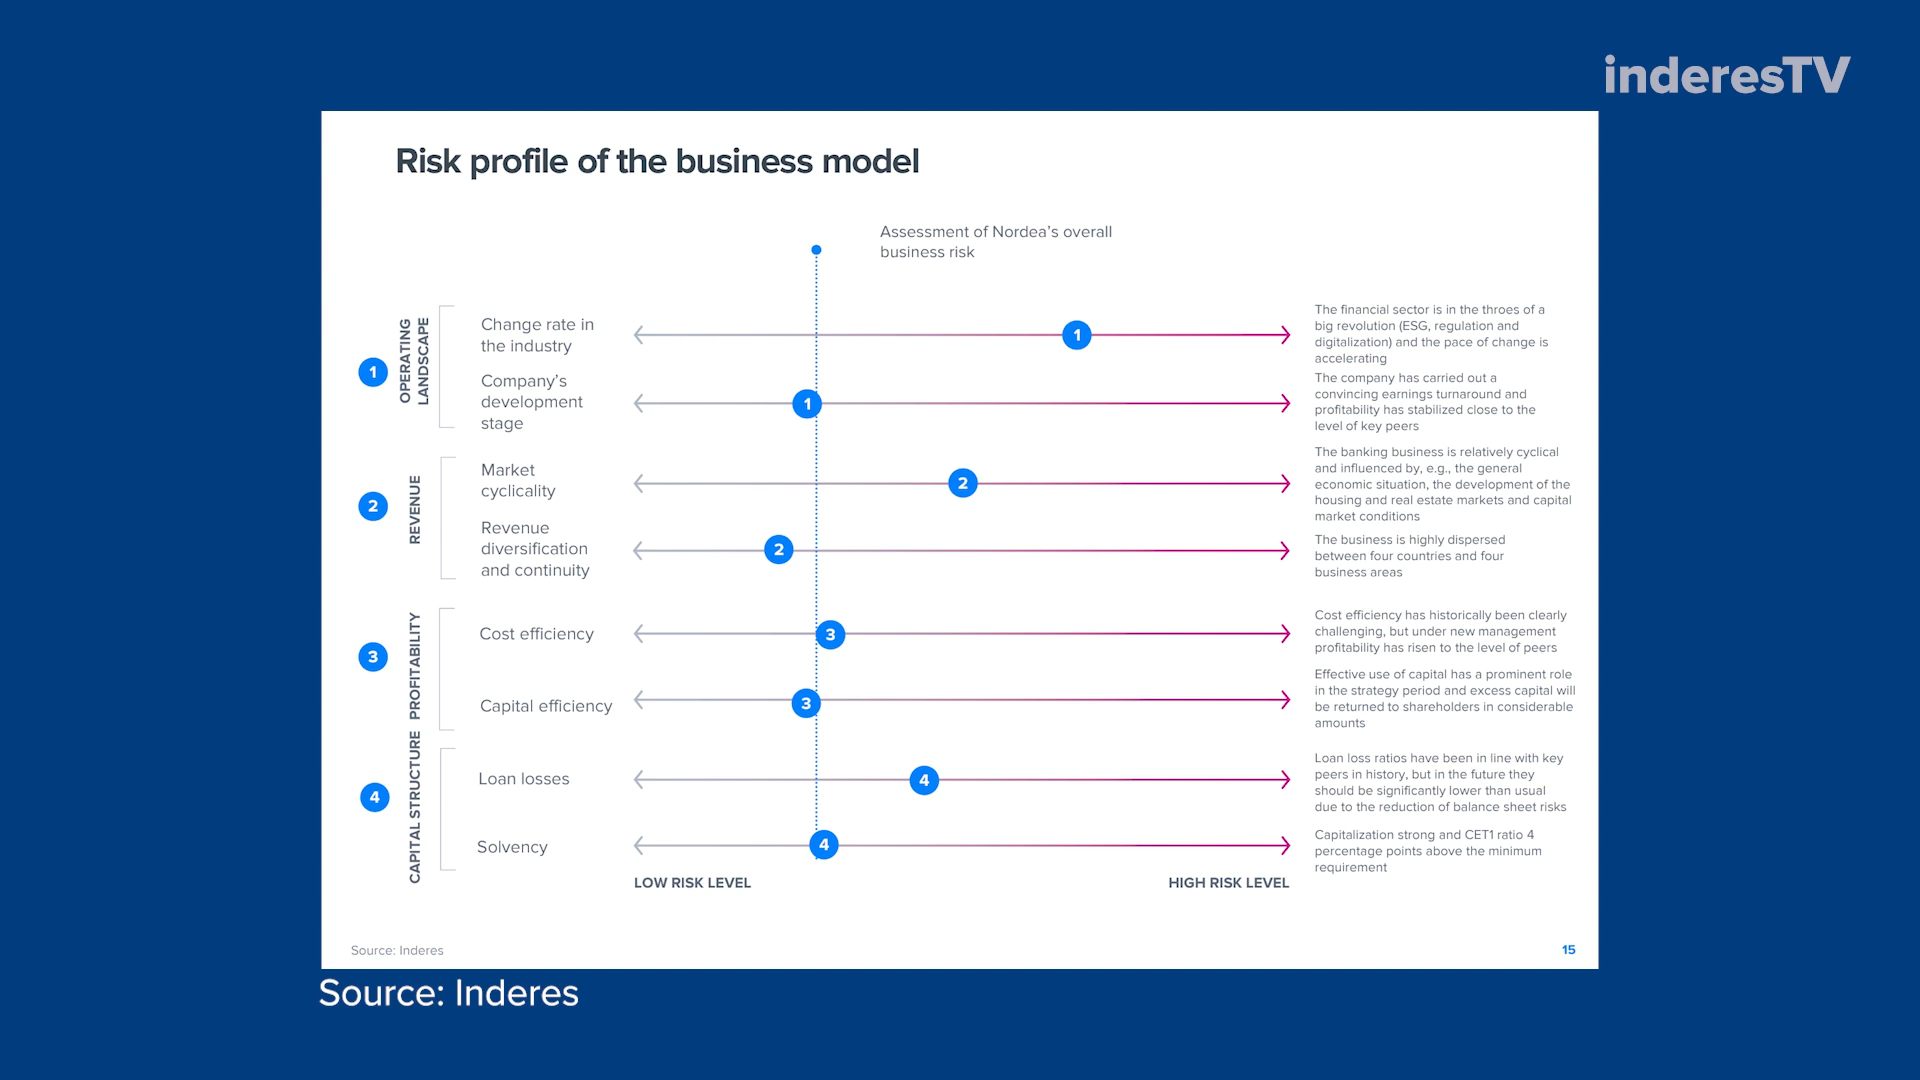 inderesTV
Risk profile of the business model
Assessment of Nordea's overall
business risk
1
OPERATING
LANDSCAPE
Change rate in
the industry
1
The financial sector is in the throes of a
big revolution (ESG, regulation and
digitalization) and the pace of change is
accelerating
Company's
development
stage
1
The company has carried out a
convincing earnings turnaround and
profitability has stabilized close to the
level of key peers
2
REVENUE
Market
cyclicality
2
The banking business is relatively cyclical
and influenced by, e.g., the general
economic situation, the development of the
housing and real estate markets and capital
market conditions
Revenue
diversification
and continuity
2
The business is highly dispersed
between four countries and four
business areas
3
PROFITABILITY
Cost efficiency
3
Cost efficiency has historically been clearly
challenging, but under new management
profitability has risen to the level of peers
Capital efficiency
3
Effective use of capital has a prominent role
in the strategy period and excess capital will
be returned to shareholders in considerable
amounts
4
CAPITAL STRUCTURE
Loan losses
4
Loan loss ratios have been in line with key
peers in history, but in the future they
should be significantly lower than usual
due to the reduction of balance sheet risks
Solvency
4
Capitalization strong and CET1 ratio 4
percentage points above the minimum
requirement
LOW RISK LEVEL
HIGH RISK LEVEL
Source: Inderes
15
Source: Inderes